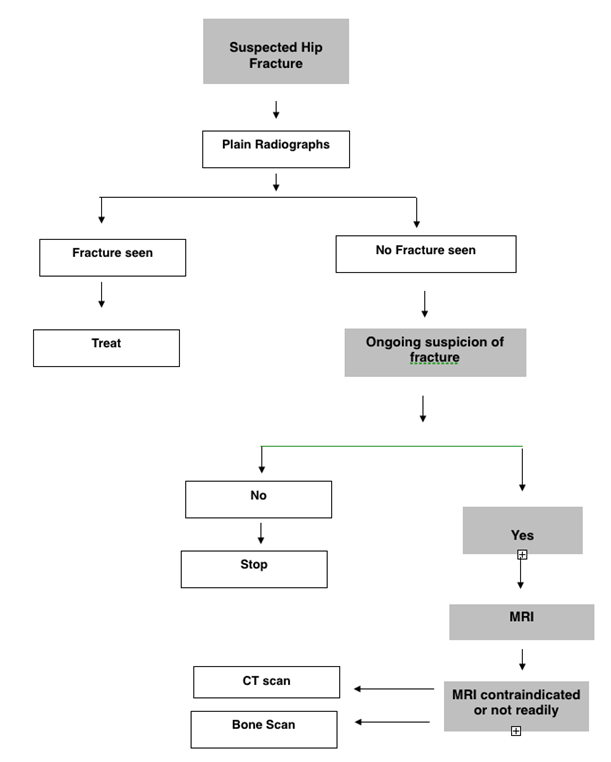 Suspected Hip
Fracture
Plain Radiographs
Fracture seen
No Fracture seen
Treat
Ongoing suspicion of
fracture
No
Yes
Stop
MRI
CT scan
MRI contraindicated
or not readily
Bone Scan